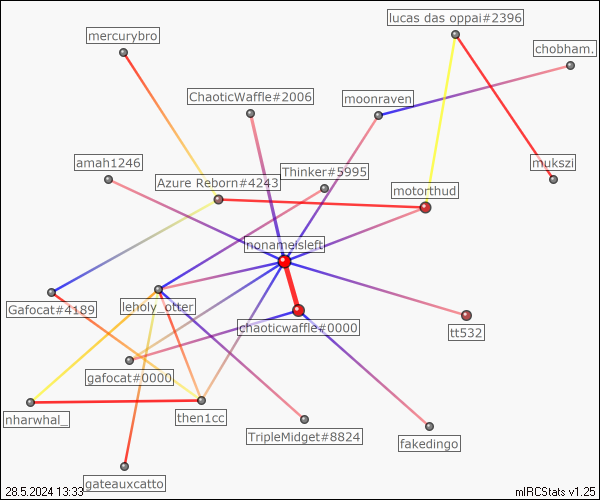 lucas das oppai#2396
mercurybro
chobham.
ChaoticWaffle#2006
moonraven
amah1246
Thinker#5995
mukszi
Azure Reborn#4243
motorthud
nonameisleft
Gafocat#4189
leholy_otter
chaoticwaffle#0000
tt532
gafocat#0000
nharwhal_
then1cc
TripleMidget#8824
fakedingo
gateauxcatto
28.5.2024 13:33
mIRCStats v1.25